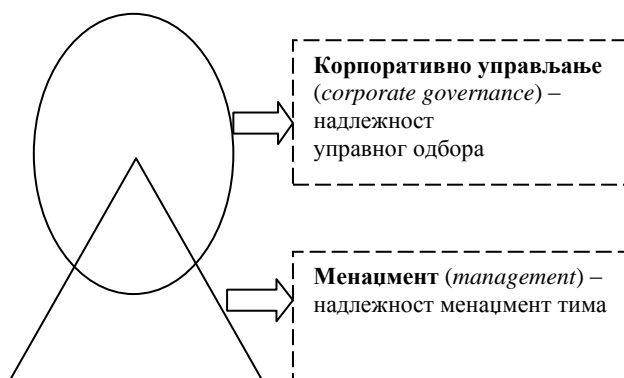 Корпоративно управљање
(corporate governance) –
надлежност
управног одбора
Менаџмент (management) –
надлежност менаџмент тима